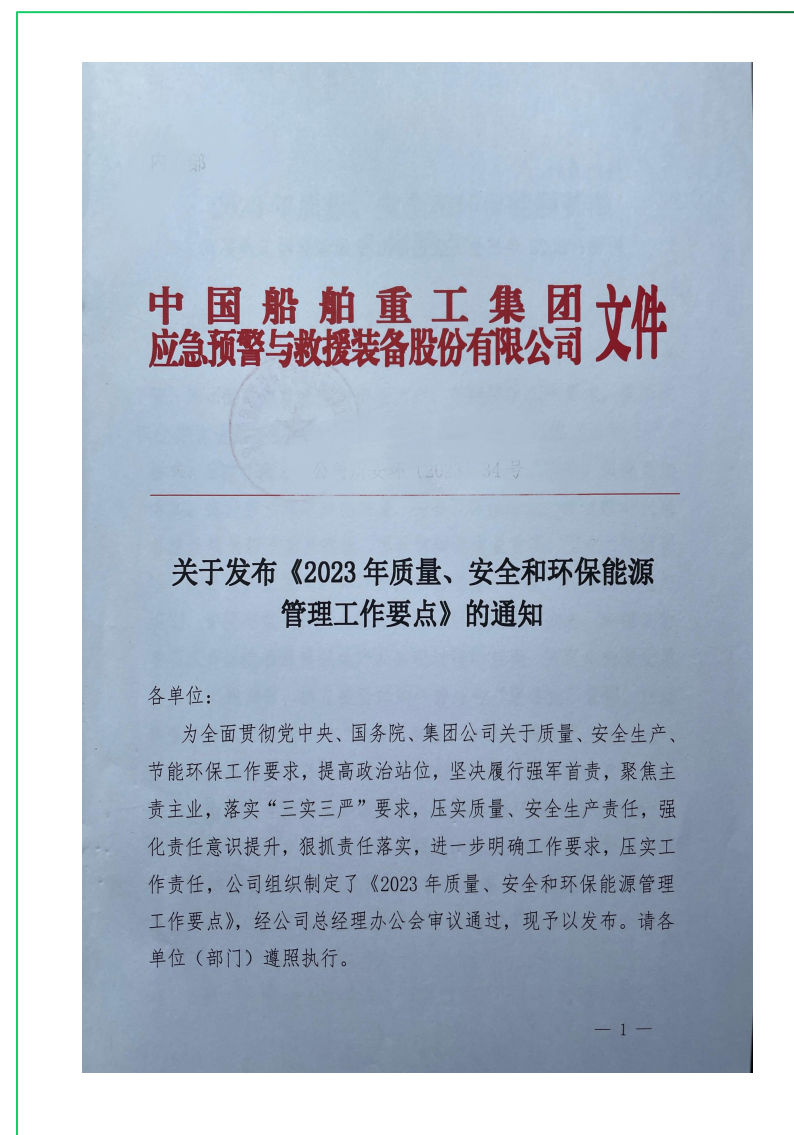 内 部
中国船舶重工集团
应急预警与救援装备股份有限公司 文件
号
关于发布《2023年质量、安全和环保能源
管理工作要点》的通知
各单位：
为全面贯彻党中央、国务院、集团公司关于质量、安全生产、
节能环保工作要求，提高政治站位，坚决履行强军首责，聚焦主
责主业，落实“三实三严”要求，压实质量、安全生产责任，强
化责任意识提升，狠抓责任落实，进一步明确工作要求，压实工
作责任，公司组织制定了《2023年质量、安全和环保能源管理
工作要点》，经公司总经理办公会审议通过，现予以发布。请各
单位（部门）遵照执行。
— 1 —